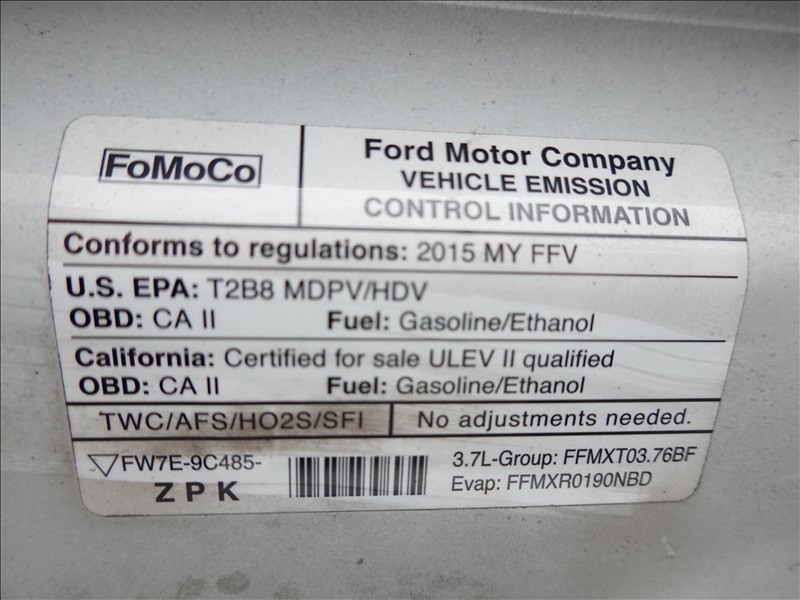 FoMoCo
Ford Motor Company
VEHICLE EMISSION
CONTROL INFORMATION
Conforms to regulations: 2015 MY FFV
U.S. EPA: T2B8 MDPV/HDV
OBD: CA II Fuel: Gasoline/Ethanol
California: Certified for sale ULEV II qualified
OBD: CA II Fuel: Gasoline/Ethanol
TWC/AFS/HO2S/SFI No adjustments needed.
FW7E-9C485-
ZPK
3.7L-Group: FFMXT03.76BF
Evap: FFMXR0190NBD